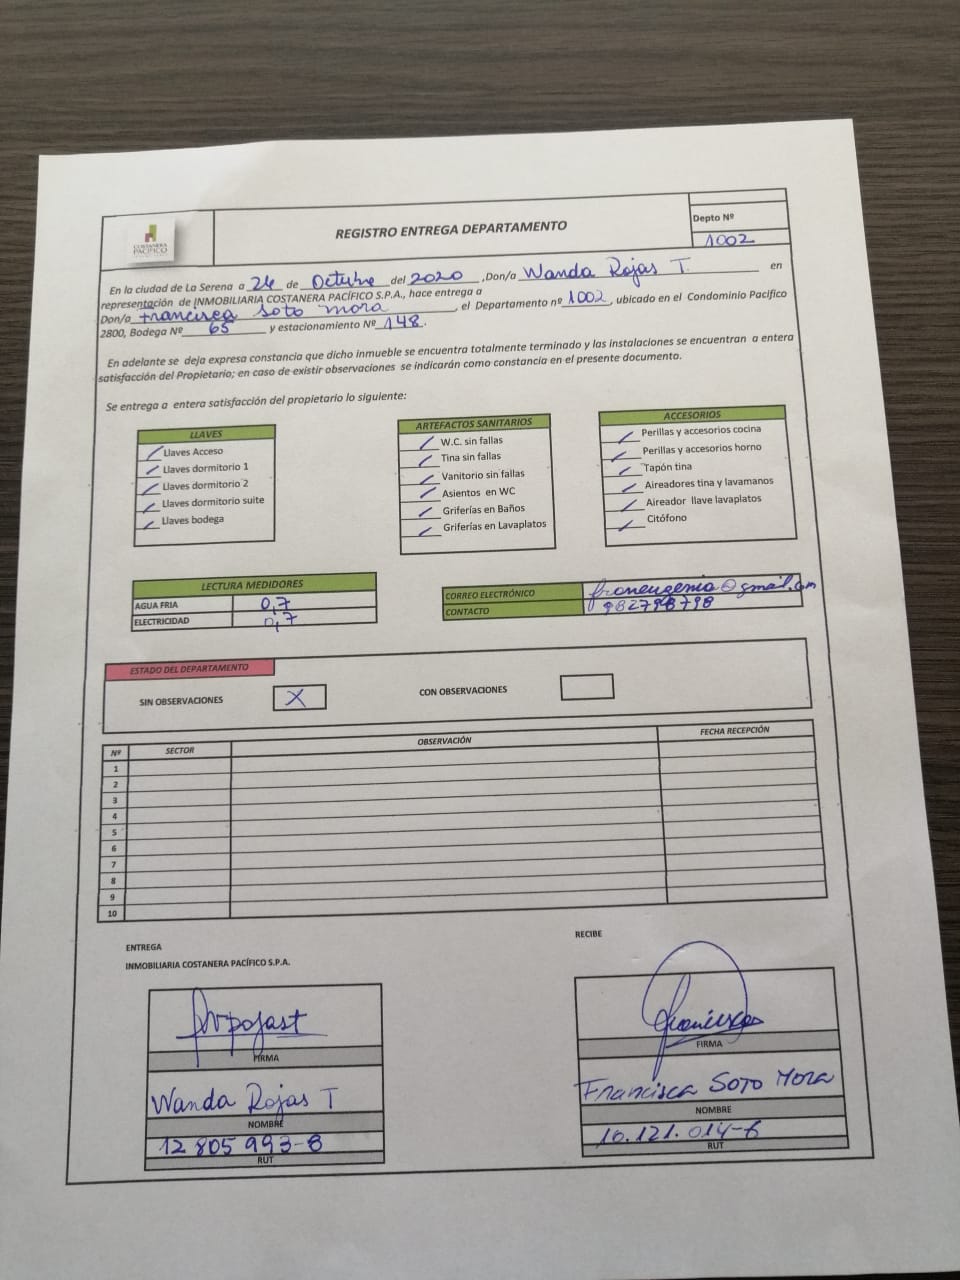 COSTANERA
PACÍFICO
REGISTRO ENTREGA DEPARTAMENTO
Depto Nº
1002
En la ciudad de La Serena a 26 de Octubre del 2020 ,Don/a Wanda Rojas T. en
representación de INMOBILIARIA COSTANERA PACÍFICO S.P.A., hace entrega a
Don/a francisca soto mora, el Departamento nº 1002, ubicado en el Condominio Pacifico
2800, Bodega Nº 65 y estacionamiento Nº 148.
En adelante se deja expresa constancia que dicho inmueble se encuentra totalmente terminado y las instalaciones se encuentran a entera
satisfacción del Propietario; en caso de existir observaciones se indicarán como constancia en el presente documento.
Se entrega a entera satisfacción del propietario lo siguiente:
LLAVES
Llaves Acceso
Llaves dormitorio 1
Llaves dormitorio 2
Llaves dormitorio suite
Llaves bodega
ARTEFACTOS SANITARIOS
W.C. sin fallas
Tina sin fallas
Vanitorio sin fallas
Asientos en WC
Griferías en Baños
Griferías en Lavaplatos
ACCESORIOS
Perillas y accesorios cocina
Perillas y accesorios horno
Tapón tina
Aireadores tina y lavamanos
Aireador llave lavaplatos
Citófono
LECTURA MEDIDORES
AGUA FRIA 0,7
ELECTRICIDAD 0,7
CORREO ELECTRÓNICO franeugenia@gmail.com
CONTACTO
ESTADO DEL DEPARTAMENTO
SIN OBSERVACIONES X CON OBSERVACIONES
Nº SECTOR OBSERVACIÓN FECHA RECEPCIÓN
1
2
3
4
5
6
7
8
9
10
ENTREGA
INMOBILIARIA COSTANERA PACÍFICO S.P.A.
FIRMA
Wanda Rojas T
NOMBRE
12 805 993-8
RUT
RECIBE
Francisca
FIRMA
Francisca SOTO MORA
NOMBRE
16.121.014-6
RUT